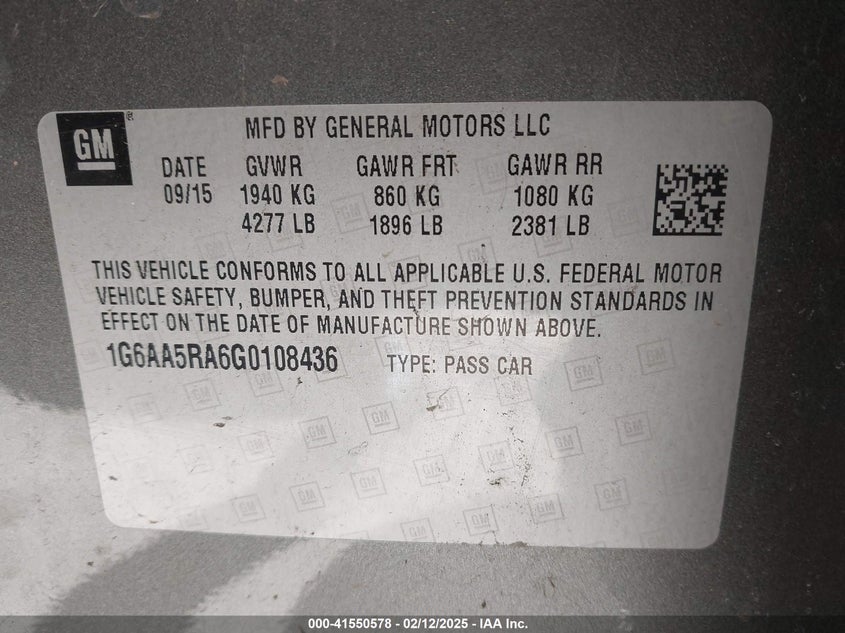 GM
MFD BY GENERAL MOTORS LLC
DATE GVWR GAWR FRT GAWR RR
09/15 1940 KG 860 KG 1080 KG
4277 LB 1896 LB 2381 LB
THIS VEHICLE CONFORMS TO ALL APPLICABLE U.S. FEDERAL MOTOR
VEHICLE SAFETY, BUMPER, AND THEFT PREVENTION STANDARDS IN
EFFECT ON THE DATE OF MANUFACTURE SHOWN ABOVE.
1G6AA5RA6G0108436 TYPE: PASS CAR
000-41550578 - 02/12/2025 - IAA Inc.